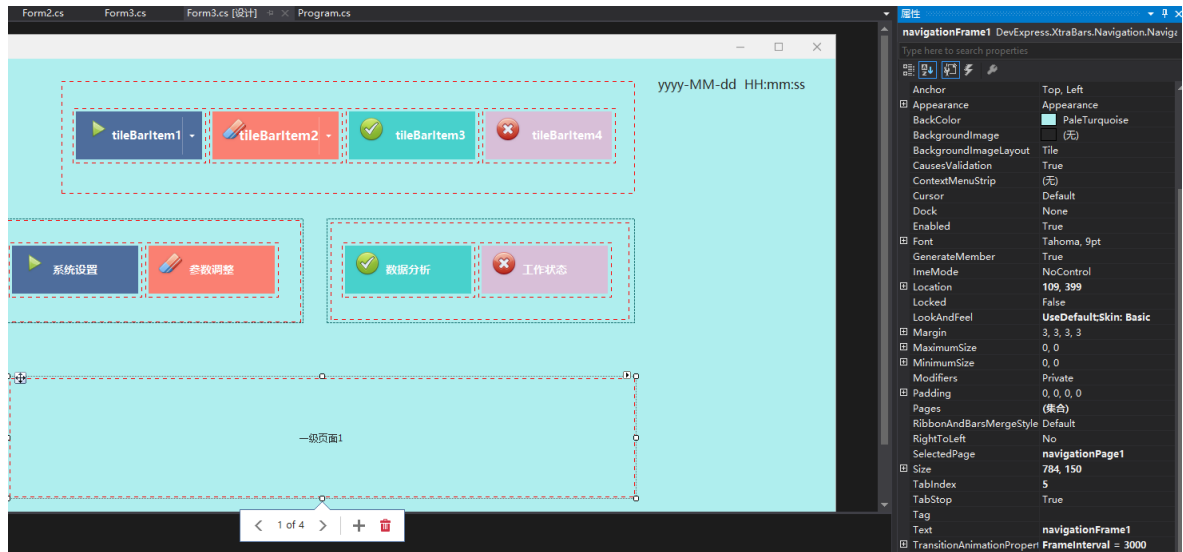 Form2.cs Form3.cs Form3.cs [设计] Program.cs
属性
navigationFrame1 DevExpress.XtraBars.Navigation.Naviga
Type here to search properties
yyyy-MM-dd HH:mm:ss
tileBarItem1 tileBarItem2 tileBarItem3 tileBarItem4
系统设置 参数调整 数据分析 工作状态
一级页面1
1 of 4
Anchor Top, Left
Appearance Appearance
BackColor PaleTurquoise
BackgroundImage (无)
BackgroundImageLayout Tile
CausesValidation True
ContextMenuStrip (无)
Cursor Default
Dock None
Enabled True
Font Tahoma, 9pt
GenerateMember True
ImeMode NoControl
Location 109, 399
Locked False
LookAndFeel UseDefault;Skin: Basic
Margin 3, 3, 3, 3
MaximumSize 0, 0
MinimumSize 0, 0
Modifiers Private
Padding 0, 0, 0, 0
Pages (集合)
RibbonAndBarsMergeStyle Default
RightToLeft No
SelectedPage navigationPage1
Size 784, 150
TabIndex 5
TabStop True
Tag
Text navigationFrame1
TransitionAnimationPropert FrameInterval = 3000